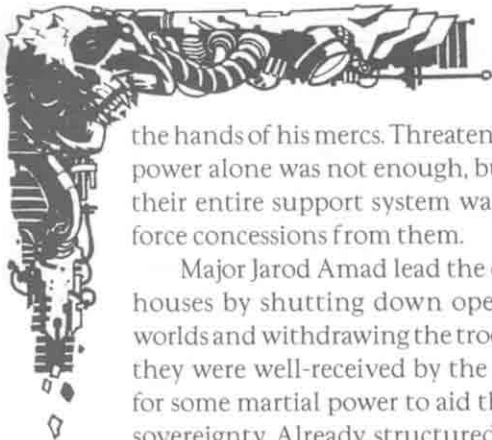 the hands of his mercs. Threaten
power alone was not enough, bu
their entire support system wa
force concessions from them.
Major Jarod Amad lead the
houses by shutting down ope
worlds and withdrawing the troo
they were well-received by the
for some martial power to aid th
sovereignty. Already structured